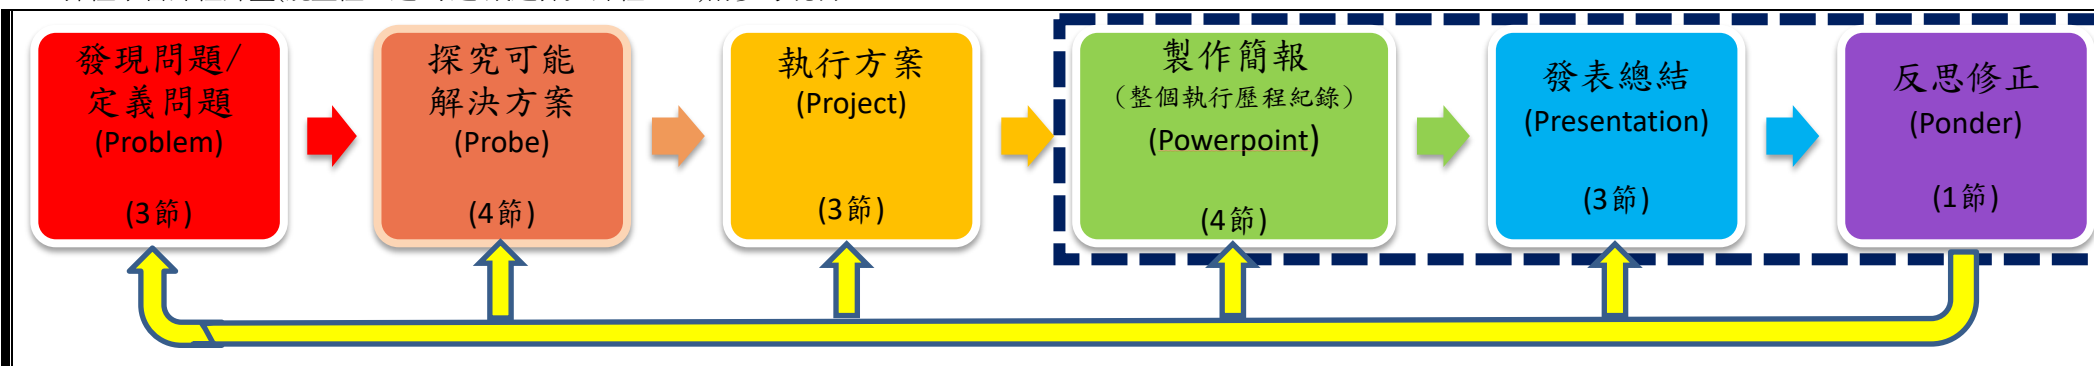 發現問題/
定義問題
(Problem)
(3節)
探究可能
解決方案
(Probe)
(4節)
執行方案
(Project)
(3節)
製作簡報
（整個執行歷程紀錄）
(Powerpoint)
(4節)
發表總結
(Presentation)
(3節)
反思修正
(Ponder)
(1節)